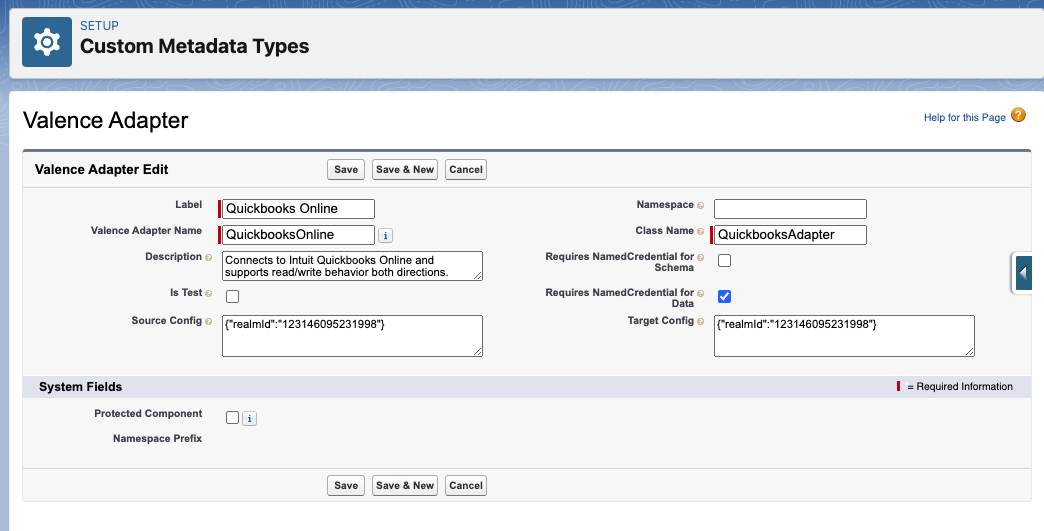 SETUP
Custom Metadata Types
Valence Adapter
Help for this Page ?
Valence Adapter Edit
Save
Save & New
Cancel
Label
Quickbooks Online
Namespace ?
Valence Adapter Name
QuickbooksOnline
i
Class Name ?
QuickbooksAdapter
Description ?
Connects to Intuit Quickbooks Online and
supports read/write behavior both directions.
Requires NamedCredential for ?
Schema
Is Test ?
Requires NamedCredential for ?
Data
Source Config ?
{"realmId":"123146095231998"}
Target Config ?
{"realmId":"123146095231998"}
System Fields
= Required Information
Protected Component
i
Namespace Prefix
Save
Save & New
Cancel